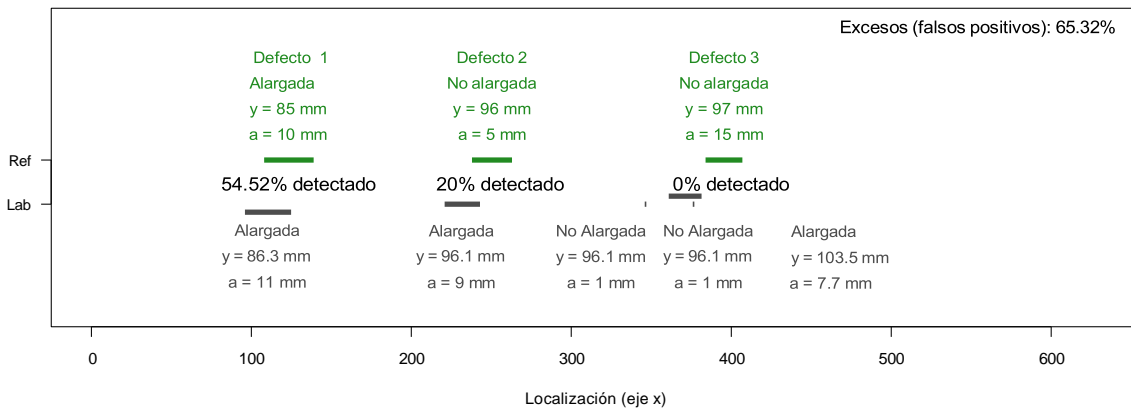 Excesos (falsos positivos): 65.32%
Defecto 1
Alargada
y = 85 mm
a = 10 mm
Defecto 2
No alargada
y = 96 mm
a = 5 mm
Defecto 3
No alargada
y = 97 mm
a = 15 mm
Ref
54.52% detectado
20% detectado
0% detectado
Lab
Alargada
y = 86.3 mm
a = 11 mm
Alargada
y = 96.1 mm
a = 9 mm
No Alargada
y = 96.1 mm
a = 1 mm
No Alargada
y = 96.1 mm
a = 1 mm
Alargada
y = 103.5 mm
a = 7.7 mm
0 100 200 300 400 500 600
Localización (eje x)